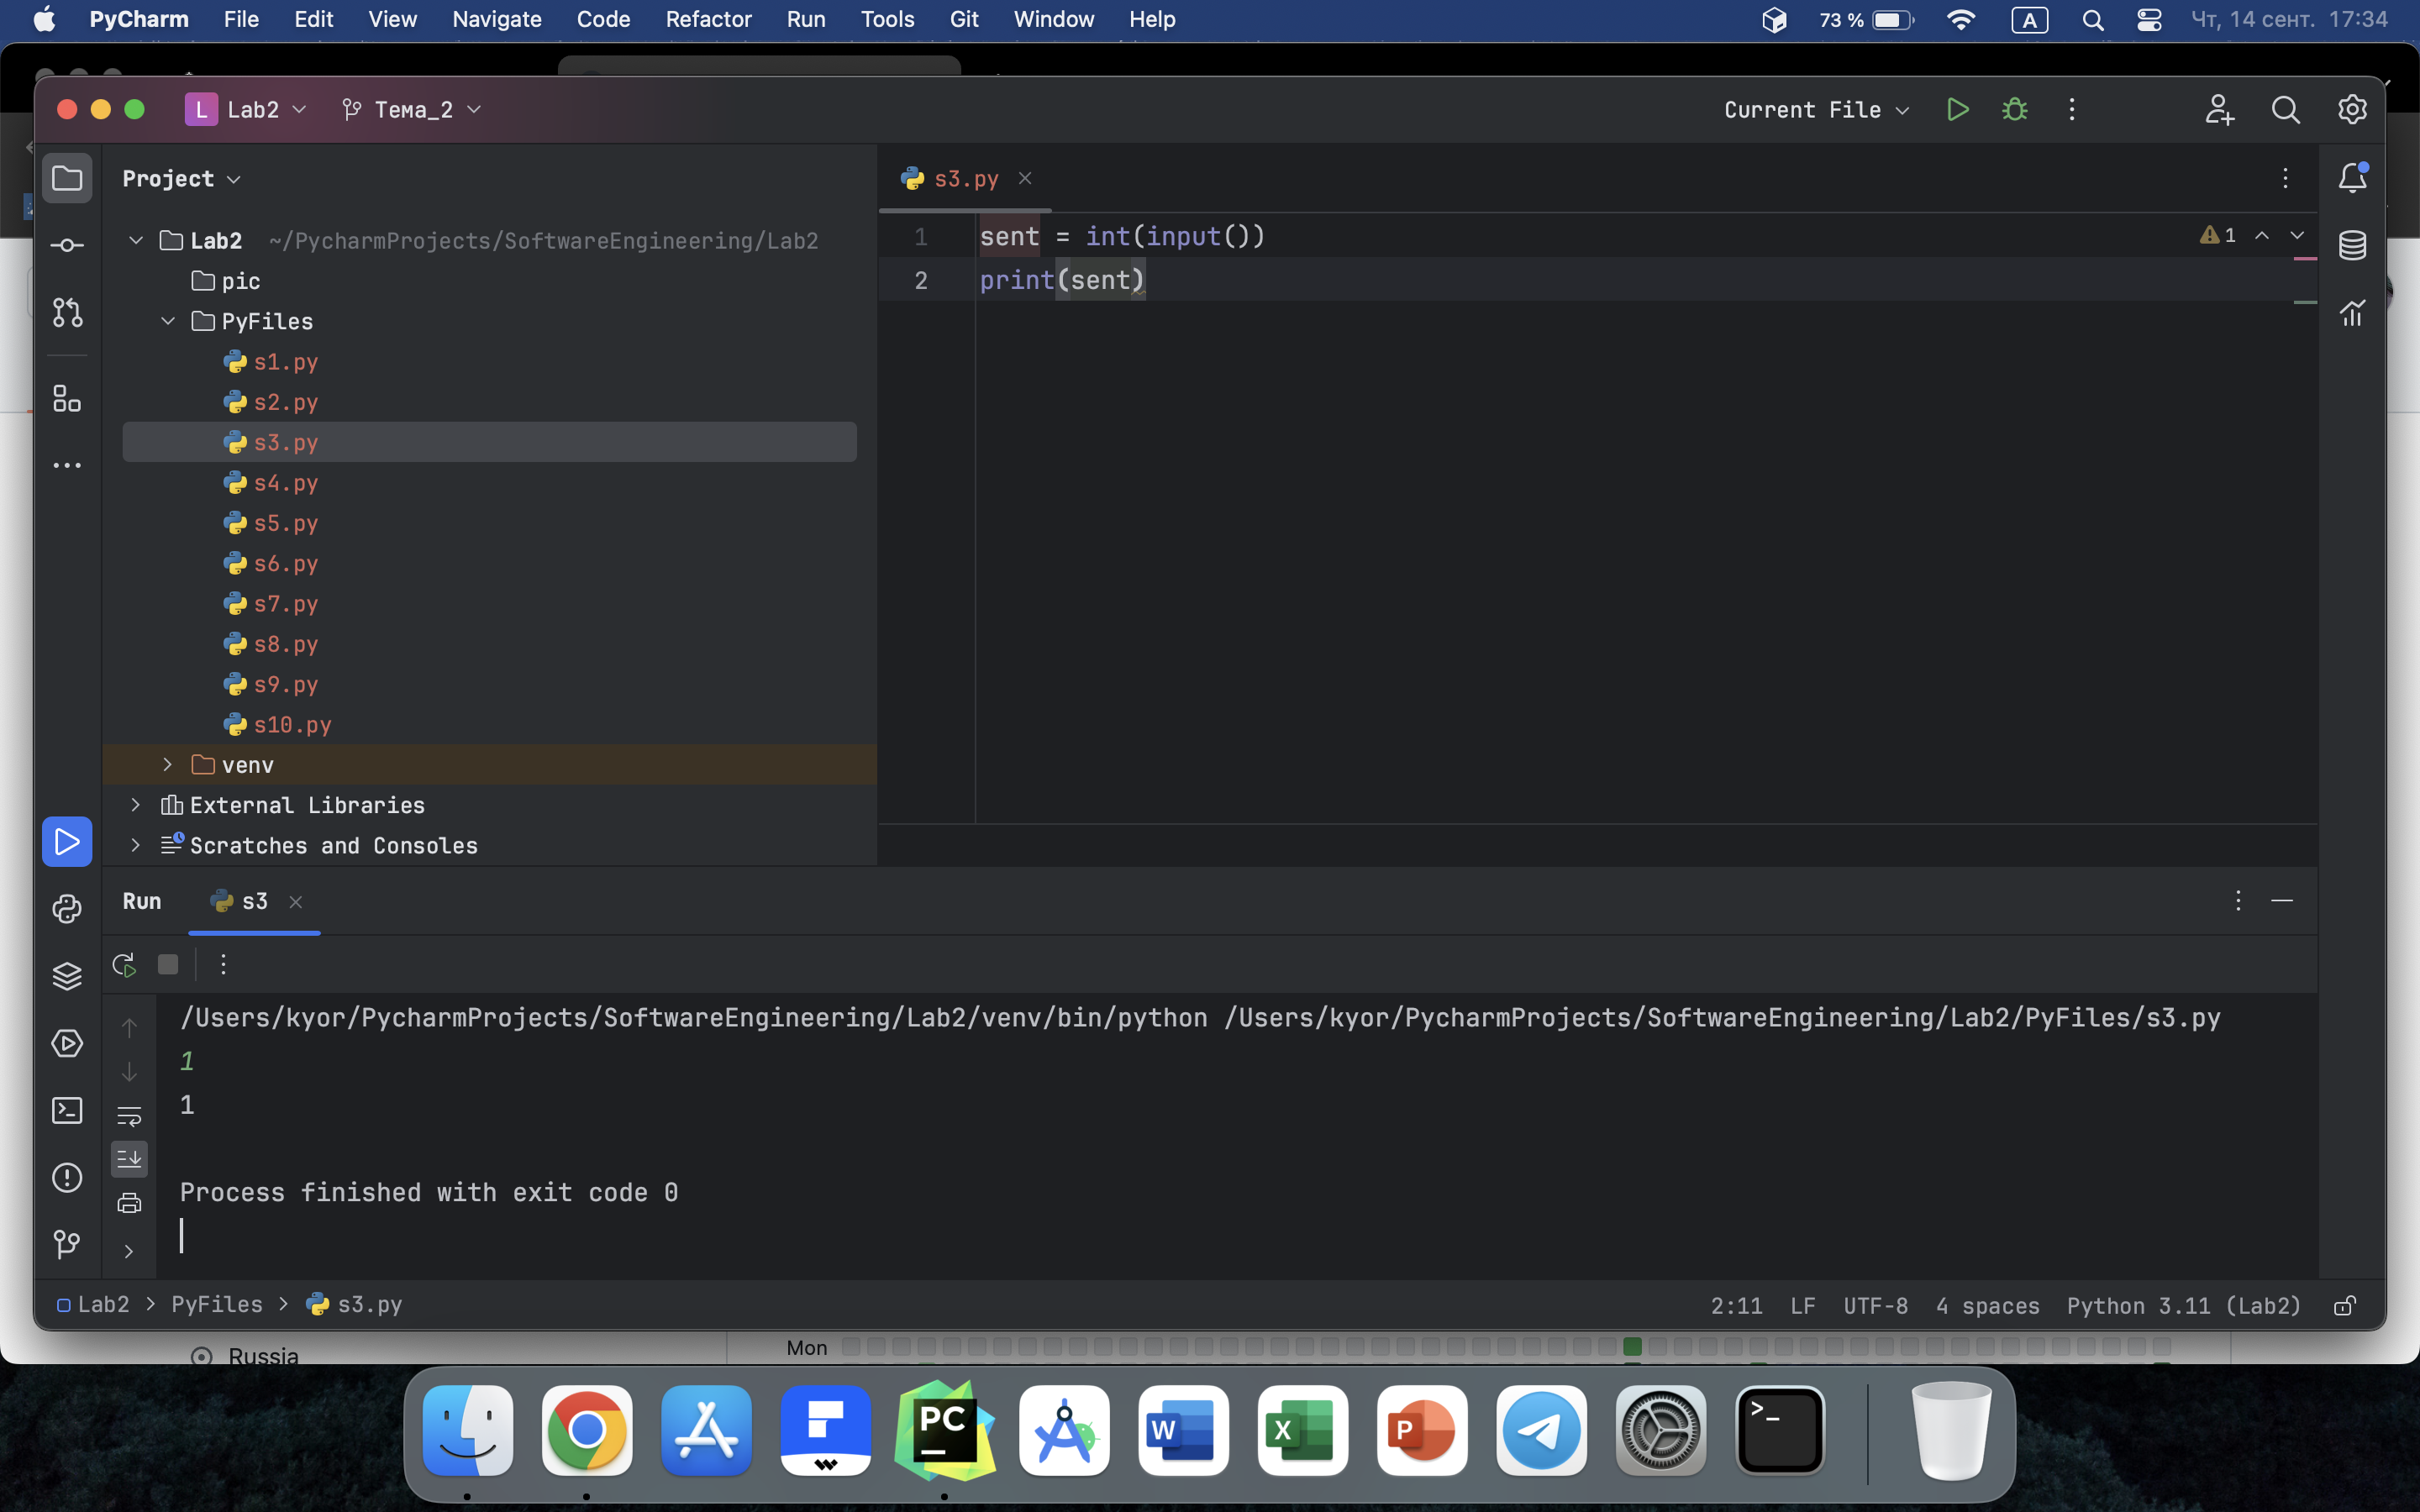 PyCharm File Edit View Navigate Code Refactor Run Tools Git Window Help 73 % A Чт, 14 сент. 17:34
L Lab2 Тема_2 Current File
Project
s3.py
Lab2 ~/PycharmProjects/SoftwareEngineering/Lab2
pic
PyFiles
s1.py
s2.py
s3.py
s4.py
s5.py
s6.py
s7.py
s8.py
s9.py
s10.py
venv
External Libraries
Scratches and Consoles
1 sent = int(input())
2 print(sent)
1
Run s3
/Users/kyor/PycharmProjects/SoftwareEngineering/Lab2/venv/bin/python /Users/kyor/PycharmProjects/SoftwareEngineering/Lab2/PyFiles/s3.py
1
1
Process finished with exit code 0
Lab2 > PyFiles > s3.py 2:11 LF UTF-8 4 spaces Python 3.11 (Lab2)
Mon
Russia
PC
W
X
P
>_